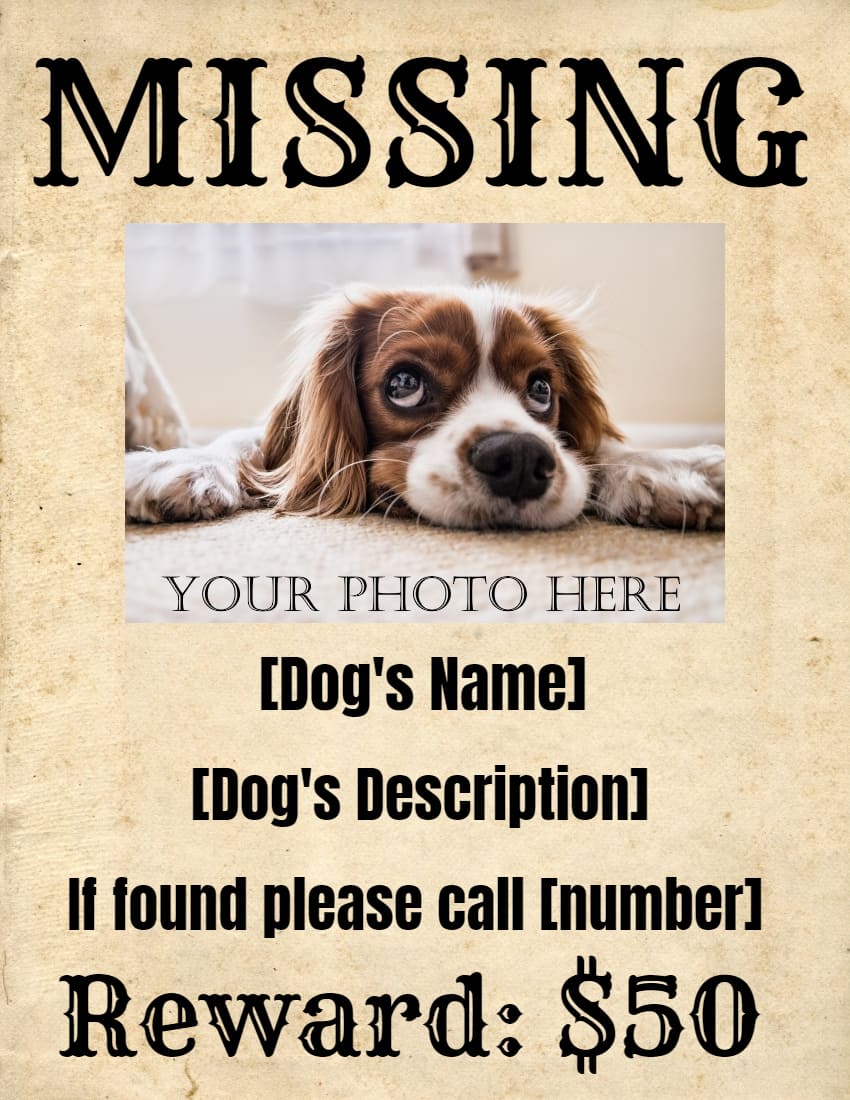 MISSING
YOUR PHOTO HERE
[Dog's Name]
[Dog's Description]
If found please call [number]
Reward: $50